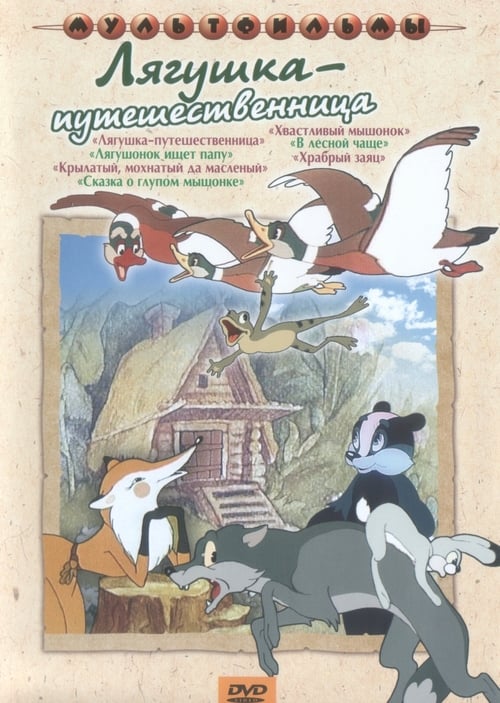 МУЛЬТФИЛЬМЫ
Лягушка-
путешественница
«Хвастливый мышонок»
«Лягушка-путешественница»
«В лесной чаще»
«Лягушонок ищет папу»
«Храбрый заяц»
«Крылатый, мохнатый да масленый»
«Сказка о глупом мышонке»
DVD
VIDEO